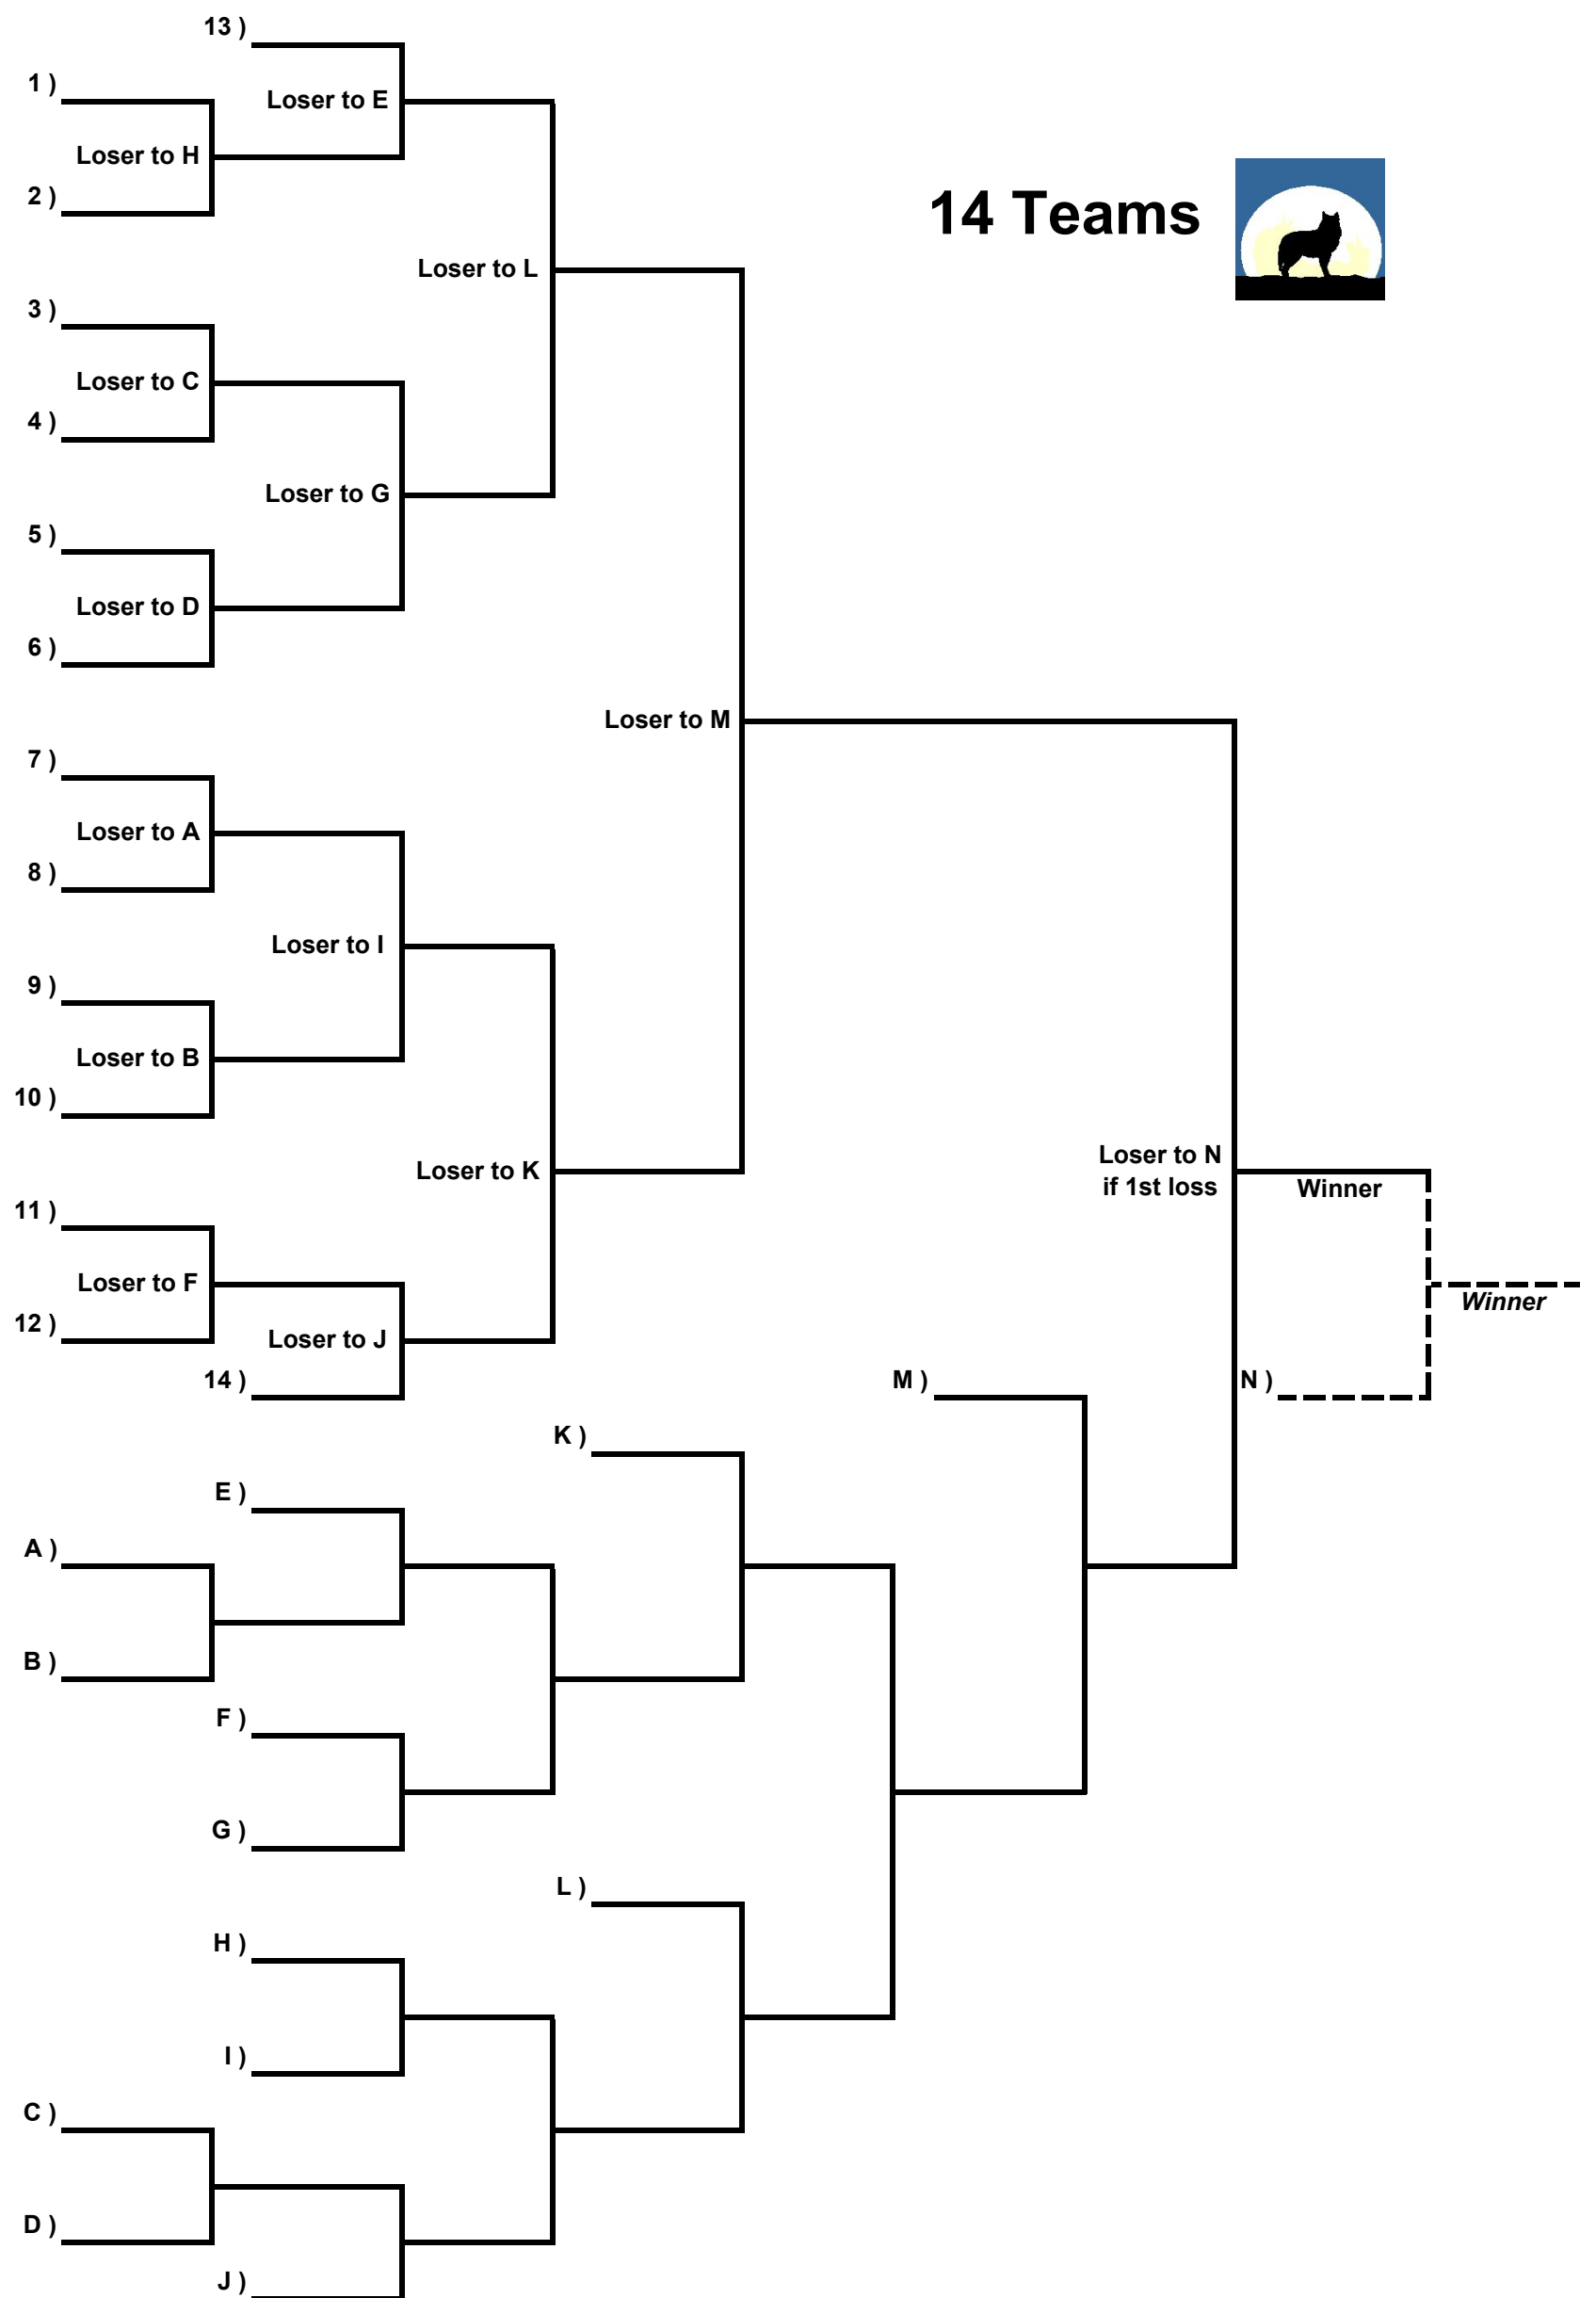 13 )
1 )
Loser to E
Loser to H
2 )
14 Teams
Loser to L
3 )
Loser to C
4 )
Loser to G
5 )
Loser to D
6 )
Loser to M
7 )
Loser to A
8 )
Loser to I
9 )
Loser to B
10 )
Loser to K
Loser to N
if 1st loss
Winner
11 )
Loser to F
Winner
12 )
Loser to J
14 )
M )
N )
K )
E )
A )
B )
F )
G )
L )
H )
I )
C )
D )
J )